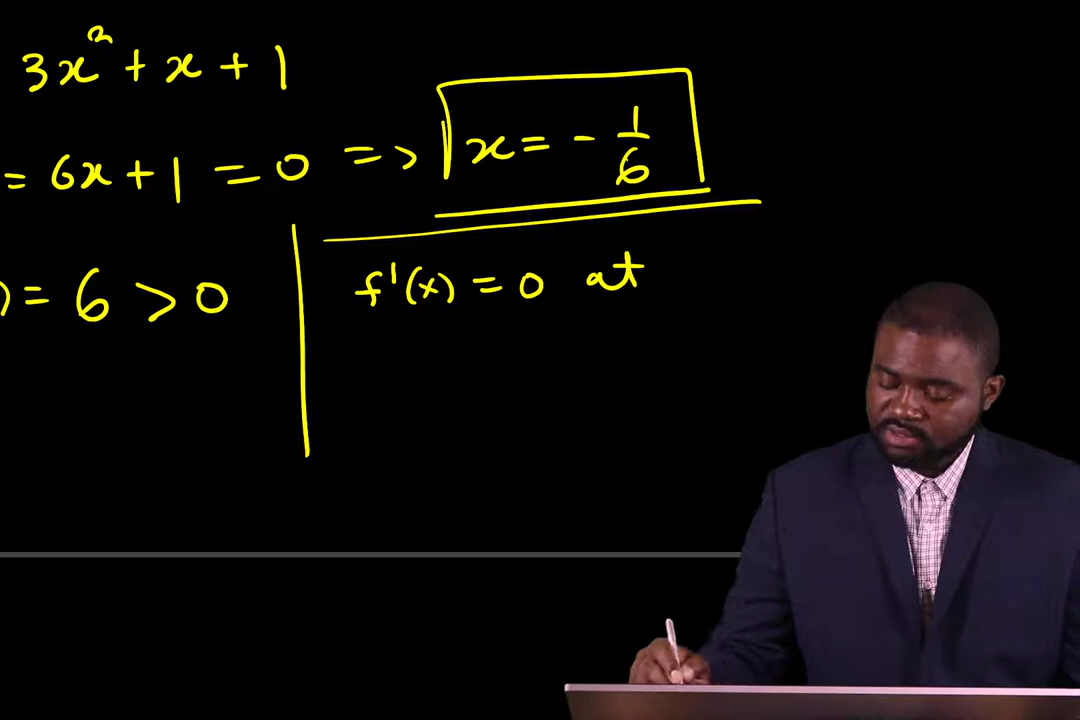 3x² + x + 1
= 6x + 1 = 0 => x = - 1/6
) = 6 > 0
f'(x) = 0 at